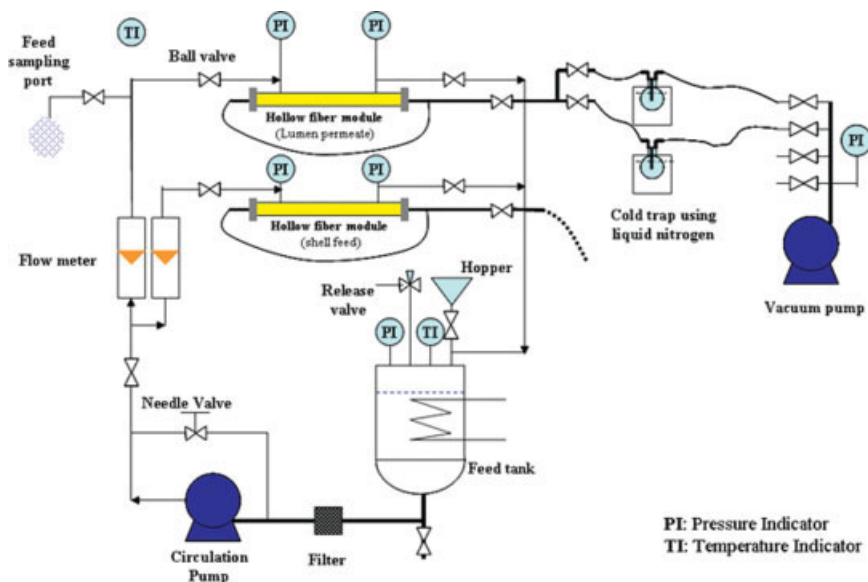 TI
PI
PI
Feed
sampling
port
Ball valve
Hollow fiber module
(Lumen permeate)
PI
PI
PI
Hollow fiber module
(shell feed)
Cold trap using
liquid nitrogen
Flow meter
Hopper
Release
valve
Vacuum pump
PI
TI
Needle Valve
Feed tank
Circulation
Pump
Filter
PI: Pressure Indicator
TI: Temperature Indicator